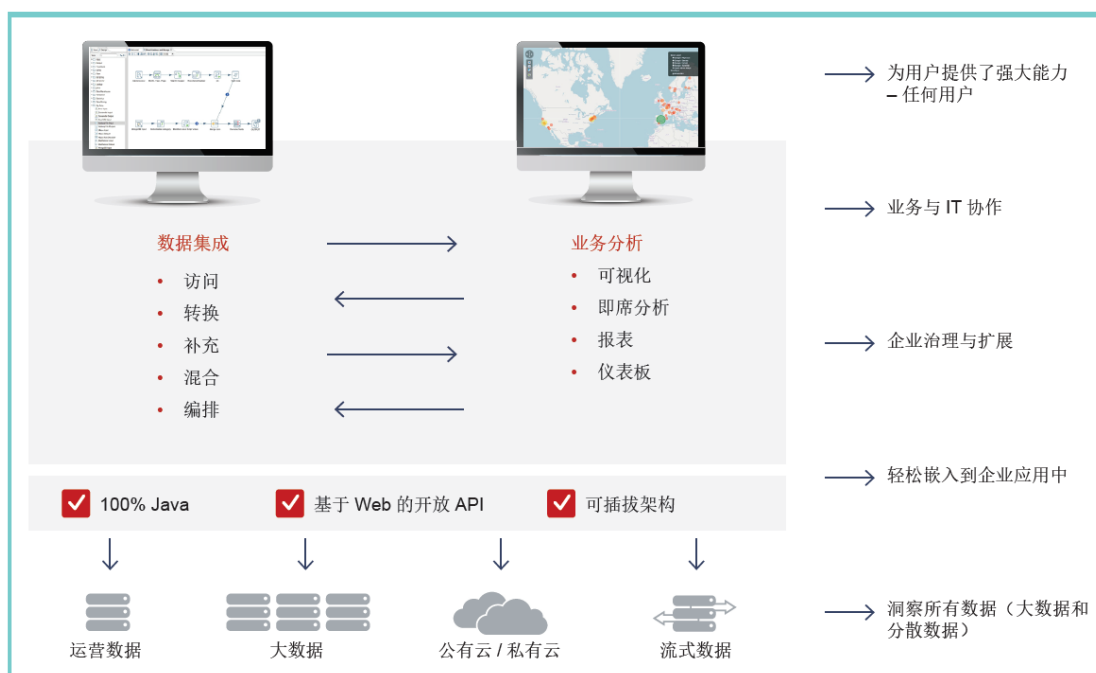 为用户提供了强大能力
– 任何用户
业务与 IT 协作
企业治理与扩展
轻松嵌入到企业应用中
洞察所有数据（大数据和
分散数据）
数据集成
• 访问
• 转换
• 补充
• 混合
• 编排
业务分析
• 可视化
• 即席分析
• 报表
• 仪表板
100% Java
基于 Web 的开放 API
可插拔架构
运营数据
大数据
公有云 / 私有云
流式数据